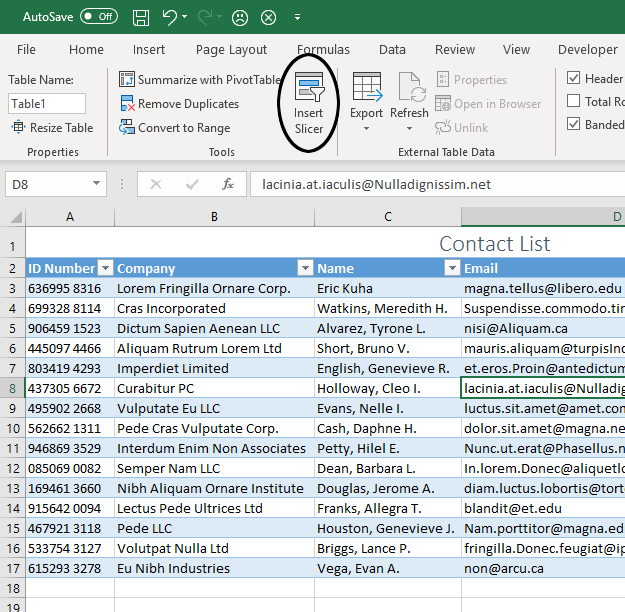 AutoSave Off
File Home Insert Page Layout Formulas Data Review View Developer
Table Name:
Table1
Resize Table
Properties
Summarize with PivotTable
Remove Duplicates
Convert to Range
Tools
Insert
Slicer
Export Refresh
Properties
Open in Browser
Unlink
External Table Data
Header
Total Ro
Banded
D8 fx lacinia.at.iaculis@Nulladignissim.net
A B C D
1 Contact List
2 ID Number Company Name Email
3 636995 8316 Lorem Fringilla Ornare Corp. Eric Kuha magna.tellus@libero.edu
4 699328 8114 Cras Incorporated Watkins, Meredith H. Suspendisse.commodo.tin
5 906459 1523 Dictum Sapien Aenean LLC Alvarez, Tyrone L. nisi@Aliquam.ca
6 445097 4466 Aliquam Rutrum Lorem Ltd Short, Bruno V. mauris.aliquam@turpisInc
7 803419 4293 Imperdiet Limited English, Genevieve R. et.eros.Proin@antedictum
8 437305 6672 Curabitur PC Holloway, Cleo I. lacinia.at.iaculis@Nulladig
9 495902 2668 Vulputate Eu LLC Evans, Nelle I. luctus.sit.amet@amet.com
10 562662 1311 Pede Cras Vulputate Corp. Cash, Daphne H. dolor.sit.amet@magna.ne
11 946869 3529 Interdum Enim Non Associates Petty, Hilel E. Nunc.ut.erat@Phasellus.n
12 085069 0082 Semper Nam LLC Dean, Barbara L. In.lorem.Donec@aliquetlo
13 169461 3660 Nibh Aliquam Ornare Institute Douglas, Jerome A. diam.luctus.lobortis@torto
14 915642 0094 Lectus Pede Ultrices Ltd Franks, Allegra T. blandit@et.edu
15 467921 3118 Pede LLC Houston, Genevieve J. Nam.porttitor@magna.ed
16 533754 3127 Volutpat Nulla Ltd Briggs, Lance P. fringilla.Donec.feugiat@ip
17 615293 3278 Eu Nibh Industries Vega, Evan A. non@arcu.ca
18
19